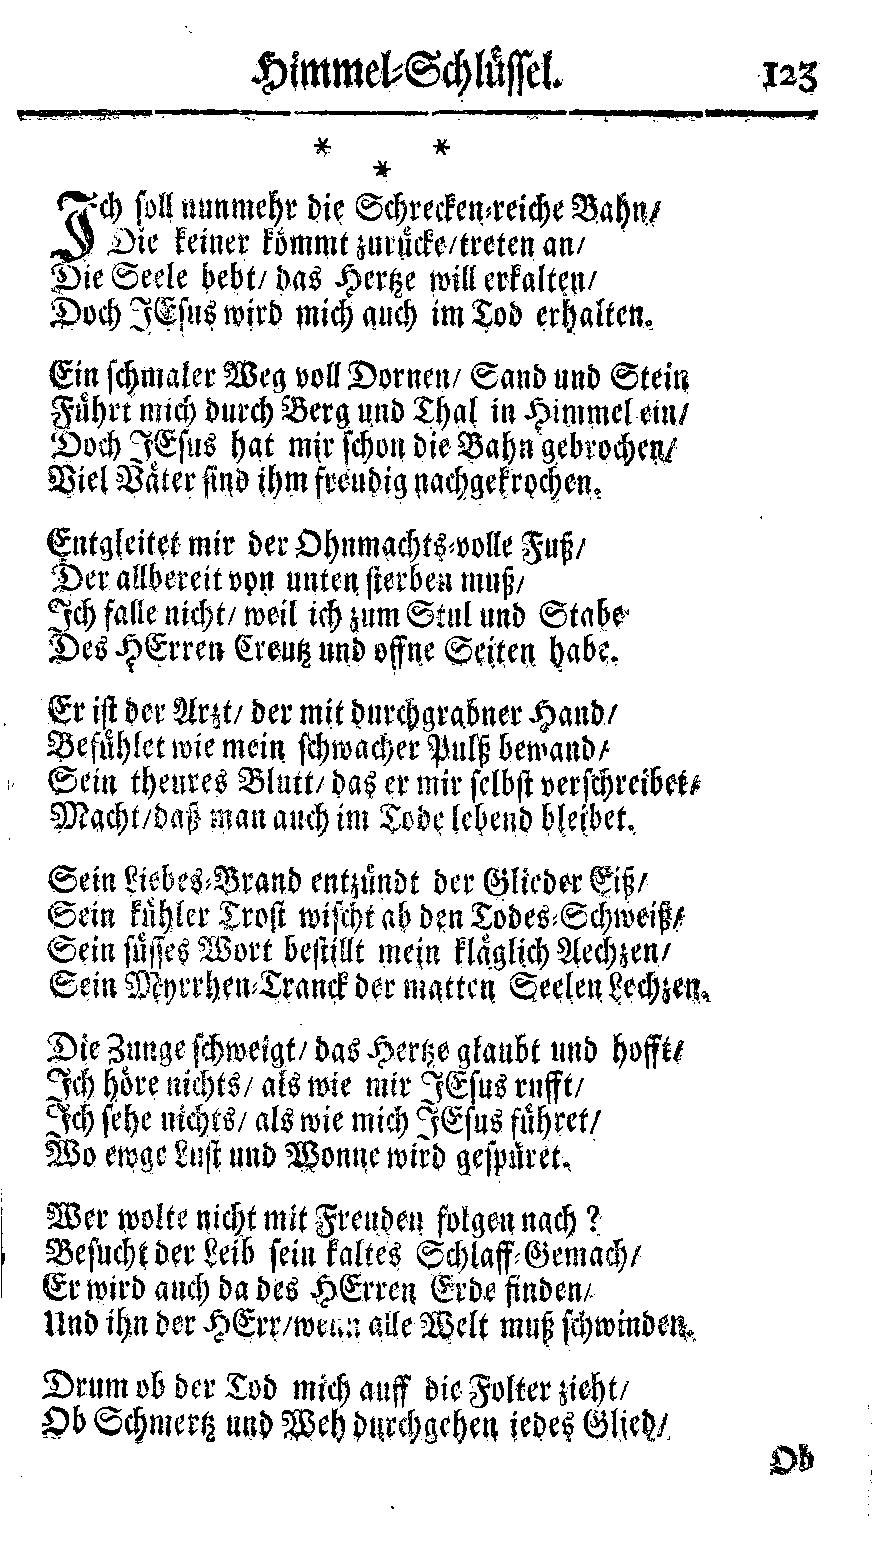 Himmel-Schlüssel. 123
* *
*
Ich soll nunmehr die Schrecken-reiche Bahn/
Die keiner kömmt zurücke/treten an/
Die Seele bebt/ das Hertze will erkalten/
Doch JEsus wird mich auch im Tod erhalten.
Ein schmaler Weg voll Dornen/ Sand und Stein
Führt mich durch Berg und Thal in Himmel ein/
Doch JEsus hat mir schon die Bahn gebrochen/
Viel Väter sind ihm freudig nachgekrochen.
Entgleitet mir der Ohnmachts-volle Fuß/
Der allbereit von unten sterben muß/
Ich falle nicht/ weil ich zum Stul und Stabe
Des HErren Creutz und offne Seiten habe.
Er ist der Artzt/ der mit durchgrabner Hand/
Befühlet wie mein schwacher Pulß bewand/
Sein theures Blutt/ das er mir selbst verschreibet/
Macht/daß man auch im Tode lebend bleibet.
Sein Liebes-Brand entzündt der Glieder Eiß/
Sein kühler Trost wischt ab den Todes-Schweiß/
Sein süsses Wort bestillt mein kläglich Aechzen/
Sein Myrrhen-Tranck der matten Seelen Lechzen.
Die Zunge schweigt/ das Hertze glaubt und hofft/
Ich höre nichts/ als wie mir JEsus rufft/
Ich sehe nichts/ als wie mich JEsus führet/
Wo ewge Lust und Wonne wird gespüret.
Wer wolte nicht mit Freuden folgen nach ?
Besucht der Leib sein kaltes Schlaff-Gemach/
Er wird auch da des HErren Erde finden/
Und ihn der HErr/wenn alle Welt muß schwinden.
Drum ob der Tod mich auff die Folter zieht/
Ob Schmertz und Weh durchgehen jedes Glied/
Ob